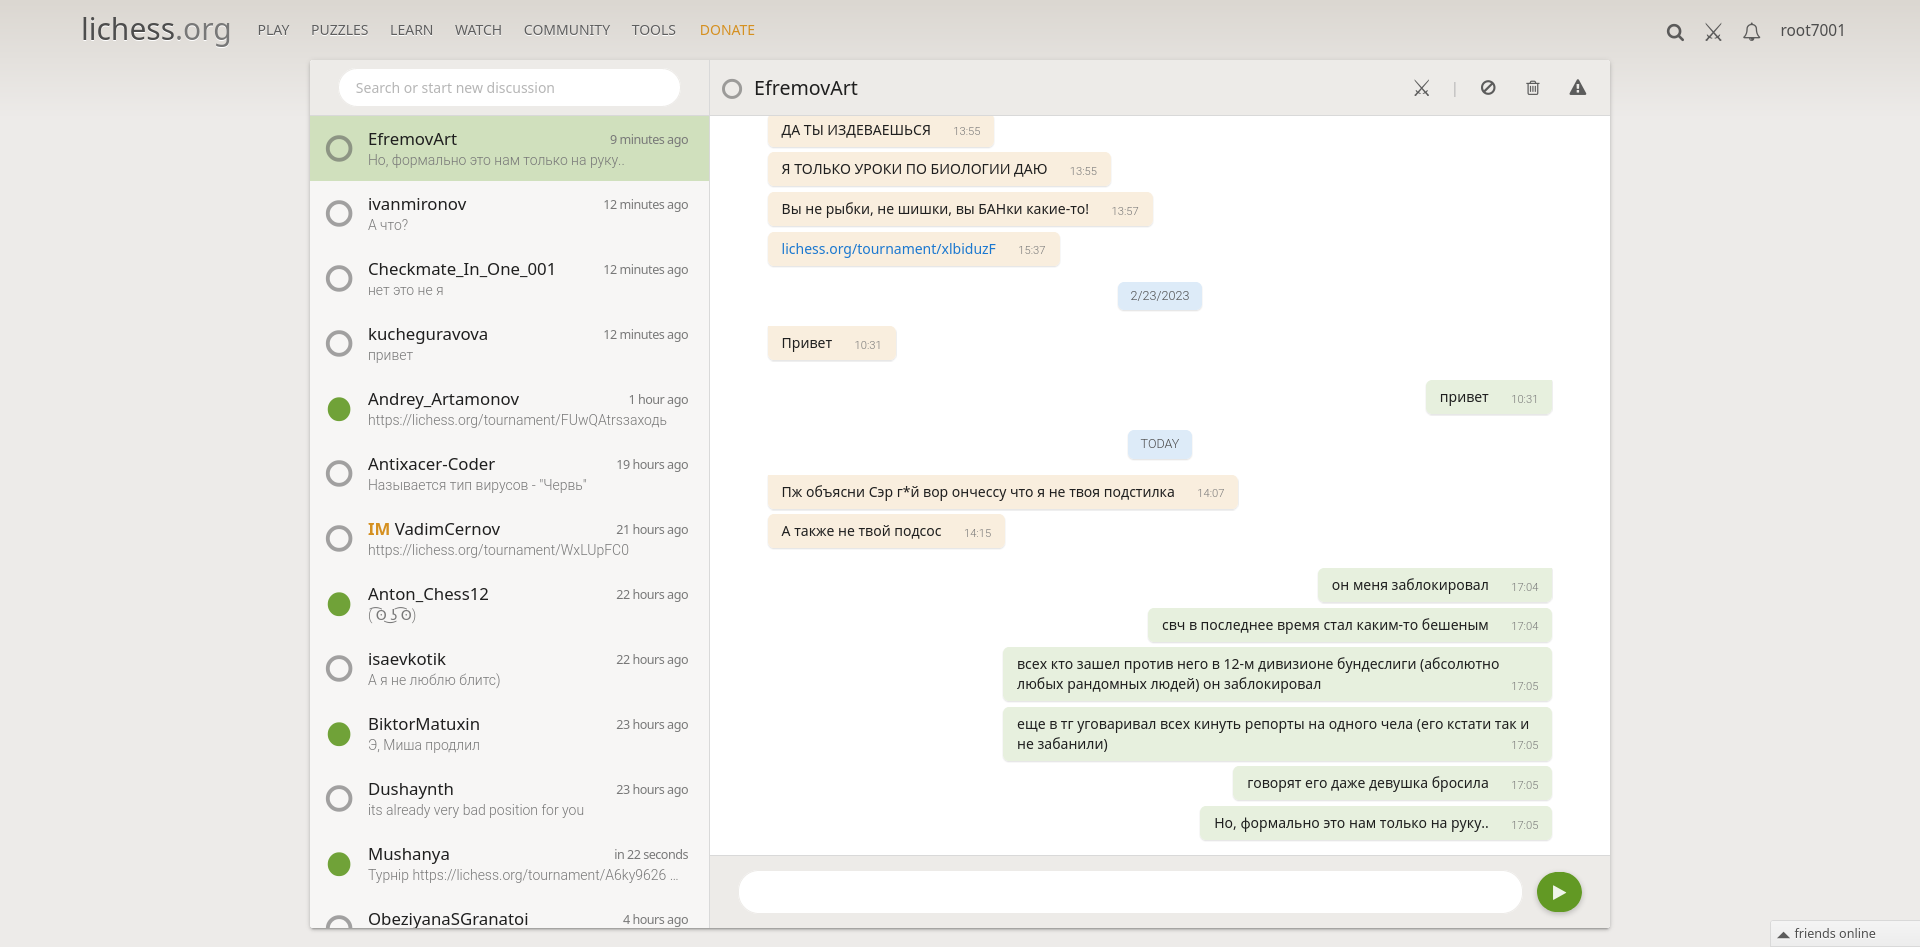 lichess.org PLAY PUZZLES LEARN WATCH COMMUNITY TOOLS DONATE root7001
Search or start new discussion
EfremovArt 9 minutes ago
Но, формально это нам только на руку..
ivanmironov 12 minutes ago
А что?
Checkmate_In_One_001 12 minutes ago
нет это не я
kucheguravova 12 minutes ago
привет
Andrey_Artamonov 1 hour ago
https://lichess.org/tournament/FUwQAtrsзаходь
Antixacer-Coder 19 hours ago
Называется тип вирусов - "Червь"
IM VadimCernov 21 hours ago
https://lichess.org/tournament/WxLUpFC0
Anton_Chess12 22 hours ago
( ͡ʘ ͜ʖ ͡ʘ)
isaevkotik 22 hours ago
А я не люблю блитс)
BiktorMatuxin 23 hours ago
Э, Миша продлил
Dushaynth 23 hours ago
its already very bad position for you
Mushanya in 22 seconds
Турнір https://lichess.org/tournament/A6ky9626 ...
ObeziyanaSGranatoi 4 hours ago
EfremovArt
ДА ТЫ ИЗДЕВАЕШЬСЯ 13:55
Я ТОЛЬКО УРОКИ ПО БИОЛОГИИ ДАЮ 13:55
Вы не рыбки, не шишки, вы БАНки какие-то! 13:57
lichess.org/tournament/xlbiduzF 15:37
2/23/2023
Привет 10:31
привет 10:31
TODAY
Пж объясни Сэр г*й вор ончессу что я не твоя подстилка 14:07
А также не твой подсос 14:15
он меня заблокировал 17:04
свч в последнее время стал каким-то бешеным 17:04
всех кто зашел против него в 12-м дивизионе бундеслиги (абсолютно
любых рандомных людей) он заблокировал 17:05
еще в тг уговаривал всех кинуть репорты на одного чела (его кстати так и
не забанили) 17:05
говорят его даже девушка бросила 17:05
Но, формально это нам только на руку.. 17:05
friends online